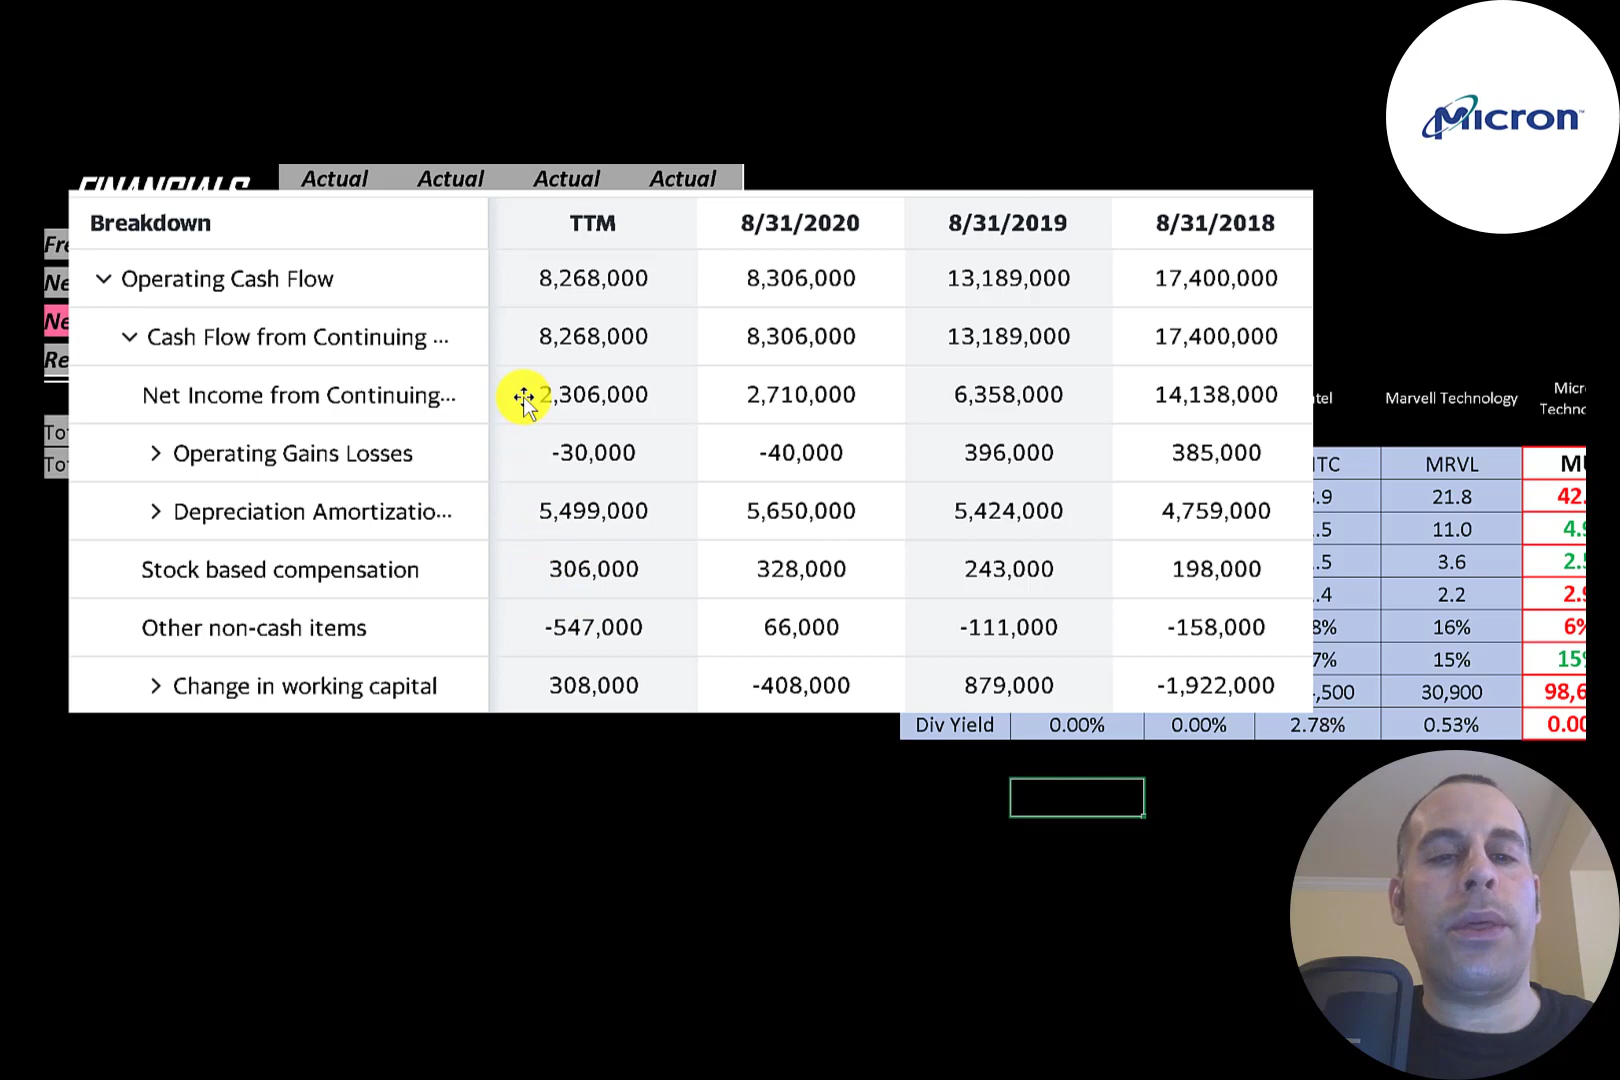 Micron
FINANCIALS Actual Actual Actual Actual
Breakdown TTM 8/31/2020 8/31/2019 8/31/2018
Operating Cash Flow 8,268,000 8,306,000 13,189,000 17,400,000
Cash Flow from Continuing ... 8,268,000 8,306,000 13,189,000 17,400,000
Net Income from Continuing... 2,306,000 2,710,000 6,358,000 14,138,000
Operating Gains Losses -30,000 -40,000 396,000 385,000
Depreciation Amortizatio... 5,499,000 5,650,000 5,424,000 4,759,000
Stock based compensation 306,000 328,000 243,000 198,000
Other non-cash items -547,000 66,000 -111,000 -158,000
Change in working capital 308,000 -408,000 879,000 -1,922,000
Marvell Technology
MRVL
21.8
11.0
3.6
2.2
16%
15%
30,900
Div Yield 0.00% 0.00% 2.78% 0.53%